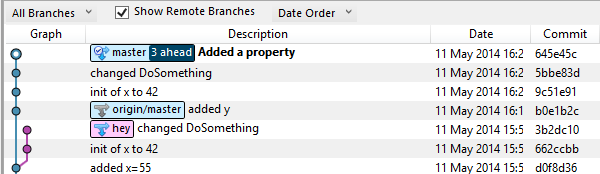 All Branches Show Remote Branches Date Order
Graph Description Date Commit
master 3 ahead Added a property 11 May 2014 16:2 645e45c
changed DoSomething 11 May 2014 16:2 5bbe83d
init of x to 42 11 May 2014 16:2 9c51e91
origin/master added y 11 May 2014 16:1 b0e1b2c
hey changed DoSomething 11 May 2014 15:5 3b2dc10
init of x to 42 11 May 2014 15:5 662ccbb
added x=55 11 May 2014 15:5 d0f8d36